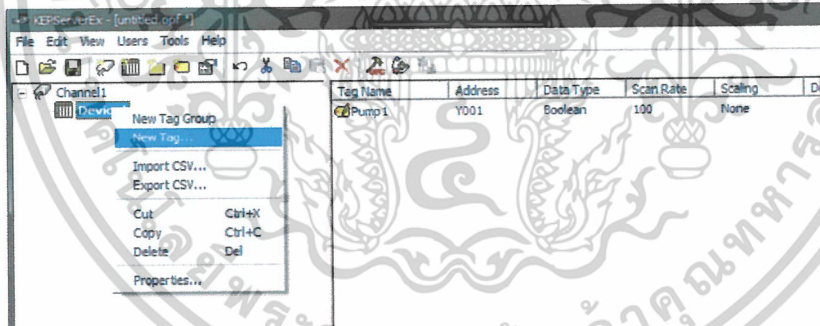 KEPServerEx - [untitled.opf *]
File Edit View Users Tools Help
Channel1
Devic
New Tag Group
New Tag...
Import CSV...
Export CSV...
Cut Ctrl+X
Copy Ctrl+C
Delete Del
Properties...
Tag Name Address Data Type Scan Rate Scaling
Pump1 Y001 Boolean 100 None